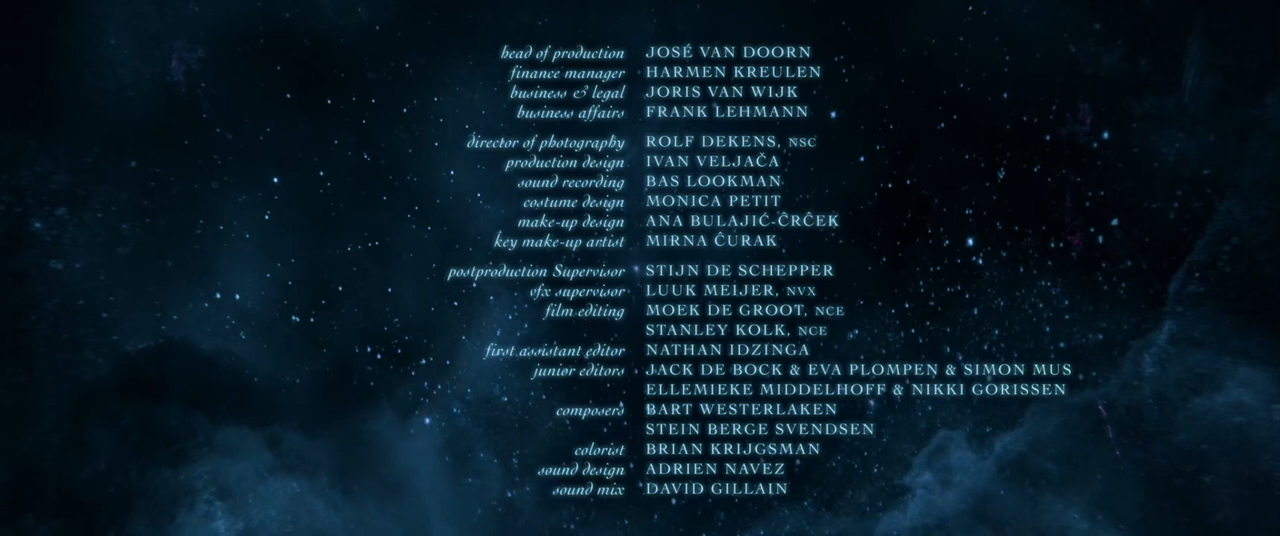 head of production JOSÉ VAN DOORN
finance manager HARMEN KREULEN
business & legal JORIS VAN WIJK
business affairs FRANK LEHMANN
director of photography ROLF DEKENS, NSC
production design IVAN VELJAČA
sound recording BAS LOOKMAN
costume design MONICA PETIT
make-up design ANA BULAJIĆ-ĈRĈEK
key make-up artist MIRNA ĈURAK
postproduction Supervisor STIJN DE SCHEPPER
vfx supervisor LUUK MEIJER, NVX
film editing MOEK DE GROOT, NCE
STANLEY KOLK, NCE
first assistant editor NATHAN IDZINGA
junior editors JACK DE BOCK & EVA PLOMPEN & SIMON MUS
ELLEMIEKE MIDDELHOFF & NIKKI GORISSEN
composers BART WESTERLAKEN
STEIN BERGE SVENDSEN
colorist BRIAN KRIJGSMAN
sound design ADRIEN NAVEZ
sound mix DAVID GILLAIN